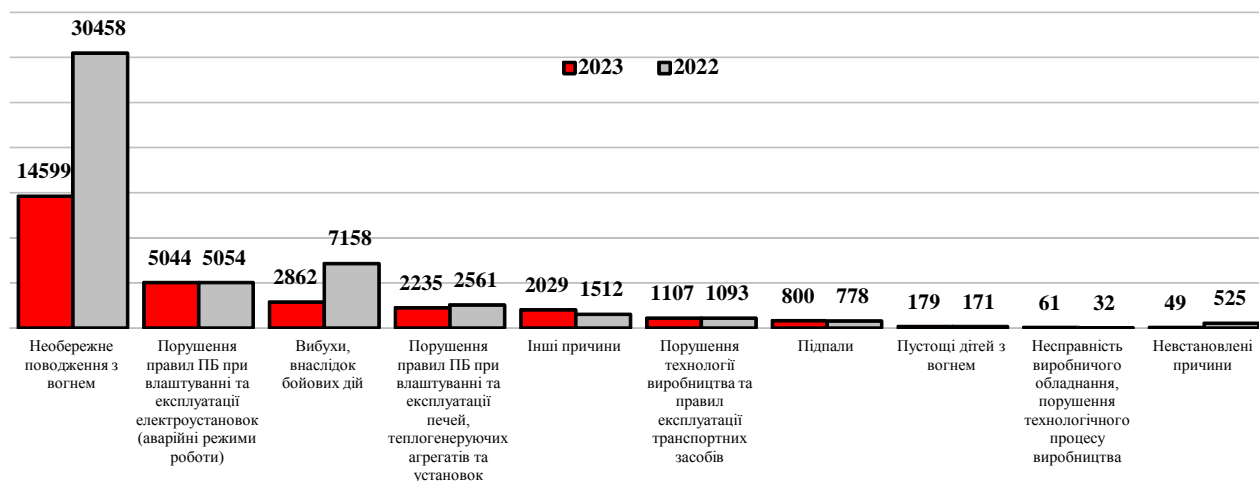 30458
2023 2022
14599
5044 5054
2862 7158
2235 2561
2029 1512
1107 1093
800 778
179 171
61 32
49 525
Необережне
поводження з
вогнем
Порушення
правил ПБ при
влаштуванні та
експлуатації
електроустановок
(аварійні режими
роботи)
Вибухи,
внаслідок
бойових дій
Порушення
правил ПБ при
влаштуванні та
експлуатації
печей,
теплогенеруючих
агрегатів та
установок
Інші причини
Порушення
технології
виробництва та
правил
експлуатації
транспортних
засобів
Підпали
Пустощі дітей з
вогнем
Несправність
виробничого
обладнання,
порушення
технологічного
процесу
виробництва
Невстановлені
причини